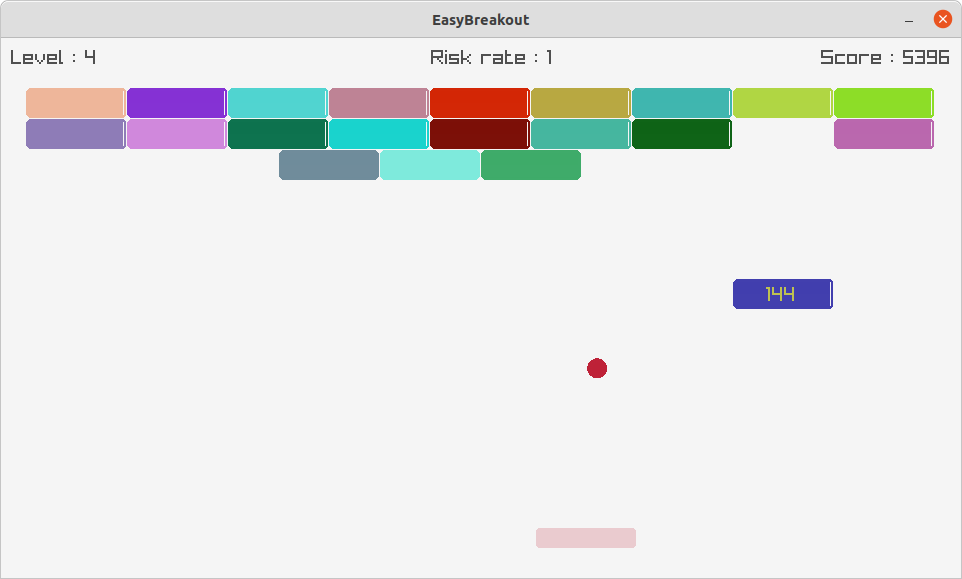 EasyBreakout
Level : 4
Risk rate : 1
Score : 5396
144